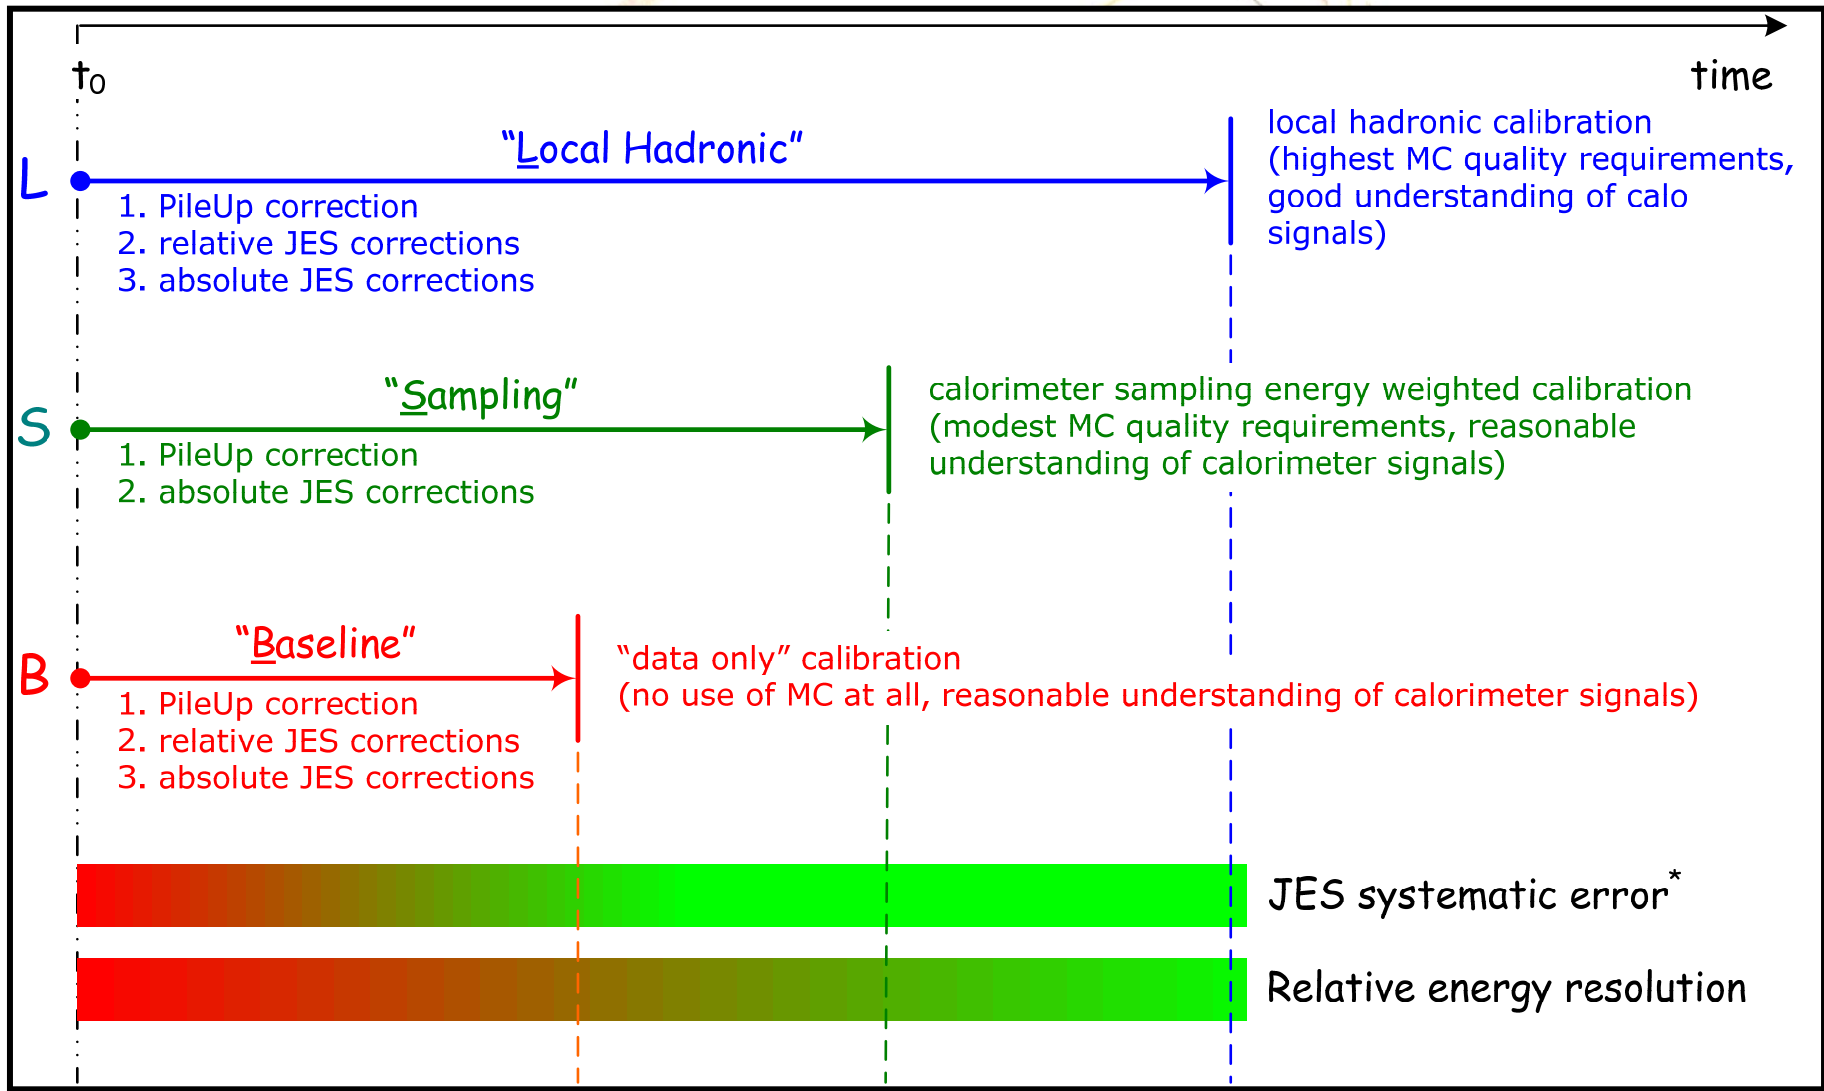 t0
time
L
“Local Hadronic”
1. PileUp correction
2. relative JES corrections
3. absolute JES corrections
local hadronic calibration
(highest MC quality requirements,
good understanding of calo
signals)
S
“Sampling”
1. PileUp correction
2. absolute JES corrections
calorimeter sampling energy weighted calibration
(modest MC quality requirements, reasonable
understanding of calorimeter signals)
B
“Baseline”
1. PileUp correction
2. relative JES corrections
3. absolute JES corrections
“data only” calibration
(no use of MC at all, reasonable understanding of calorimeter signals)
JES systematic error*
Relative energy resolution